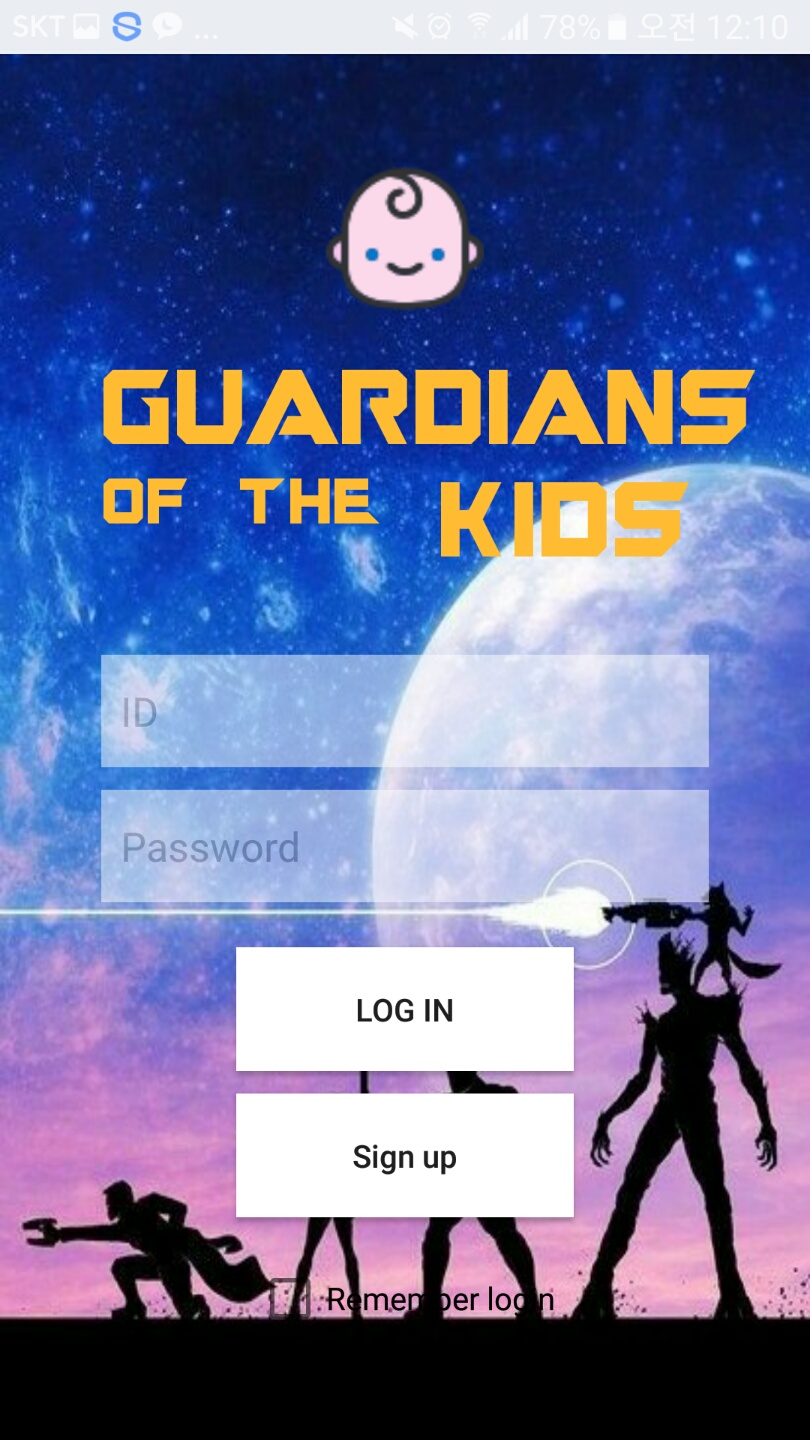 SKT ... 78% 오전 12:10
GUARDIANS
OF THE KIDS
ID
Password
LOG IN
Sign up
Remember login